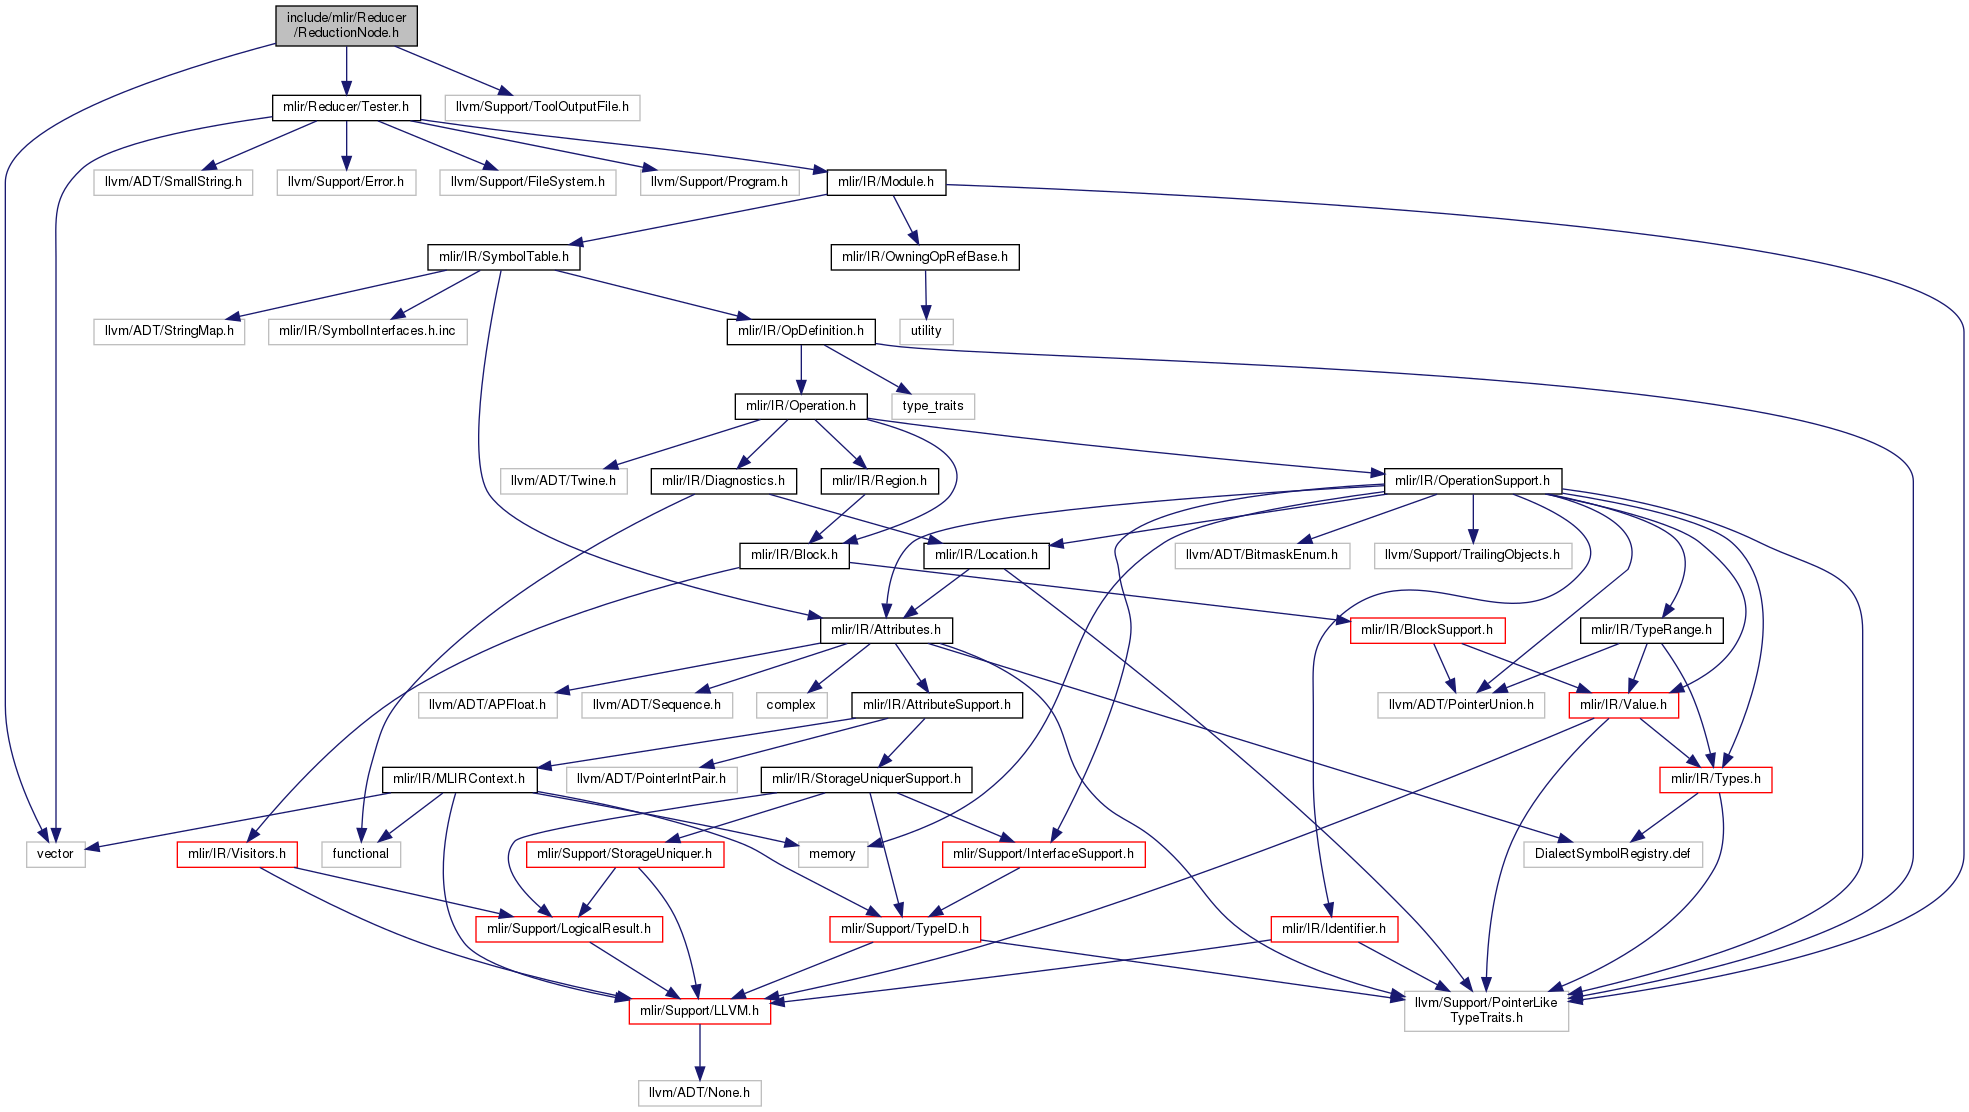 include/mlir/Reducer
/ReductionNode.h
mlir/Reducer/Tester.h
llvm/Support/ToolOutputFile.h
llvm/ADT/SmallString.h
llvm/Support/Error.h
llvm/Support/FileSystem.h
llvm/Support/Program.h
mlir/IR/Module.h
mlir/IR/SymbolTable.h
mlir/IR/OwningOpRefBase.h
llvm/ADT/StringMap.h
mlir/IR/SymbolInterfaces.h.inc
mlir/IR/OpDefinition.h
utility
mlir/IR/Operation.h
type_traits
llvm/ADT/Twine.h
mlir/IR/Diagnostics.h
mlir/IR/Region.h
mlir/IR/OperationSupport.h
mlir/IR/Block.h
mlir/IR/Location.h
llvm/ADT/BitmaskEnum.h
llvm/Support/TrailingObjects.h
mlir/IR/Attributes.h
mlir/IR/BlockSupport.h
mlir/IR/TypeRange.h
llvm/ADT/APFloat.h
llvm/ADT/Sequence.h
complex
mlir/IR/AttributeSupport.h
llvm/ADT/PointerUnion.h
mlir/IR/Value.h
mlir/IR/MLIRContext.h
llvm/ADT/PointerIntPair.h
mlir/IR/StorageUniquerSupport.h
mlir/IR/Types.h
vector
mlir/IR/Visitors.h
functional
mlir/Support/StorageUniquer.h
memory
mlir/Support/InterfaceSupport.h
DialectSymbolRegistry.def
mlir/Support/LogicalResult.h
mlir/Support/TypeID.h
mlir/IR/Identifier.h
mlir/Support/LLVM.h
llvm/Support/PointerLike
TypeTraits.h
llvm/ADT/None.h